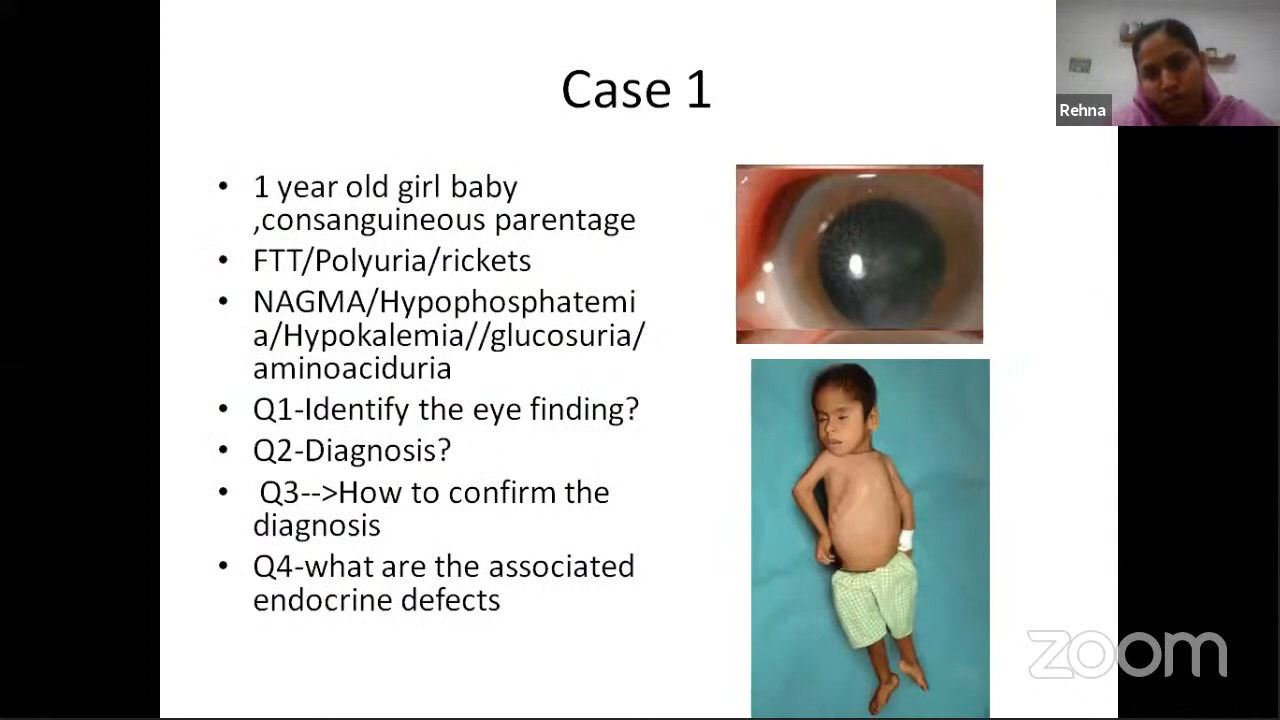 Case 1
Rehna
• 1 year old girl baby
,consanguineous parentage
• FTT/Polyuria/rickets
• NAGMA/Hypophosphatemi
a/Hypokalemia//glucosuria/
aminoaciduria
• Q1-Identify the eye finding?
• Q2-Diagnosis?
• Q3-->How to confirm the
diagnosis
• Q4-what are the associated
endocrine defects
zoom